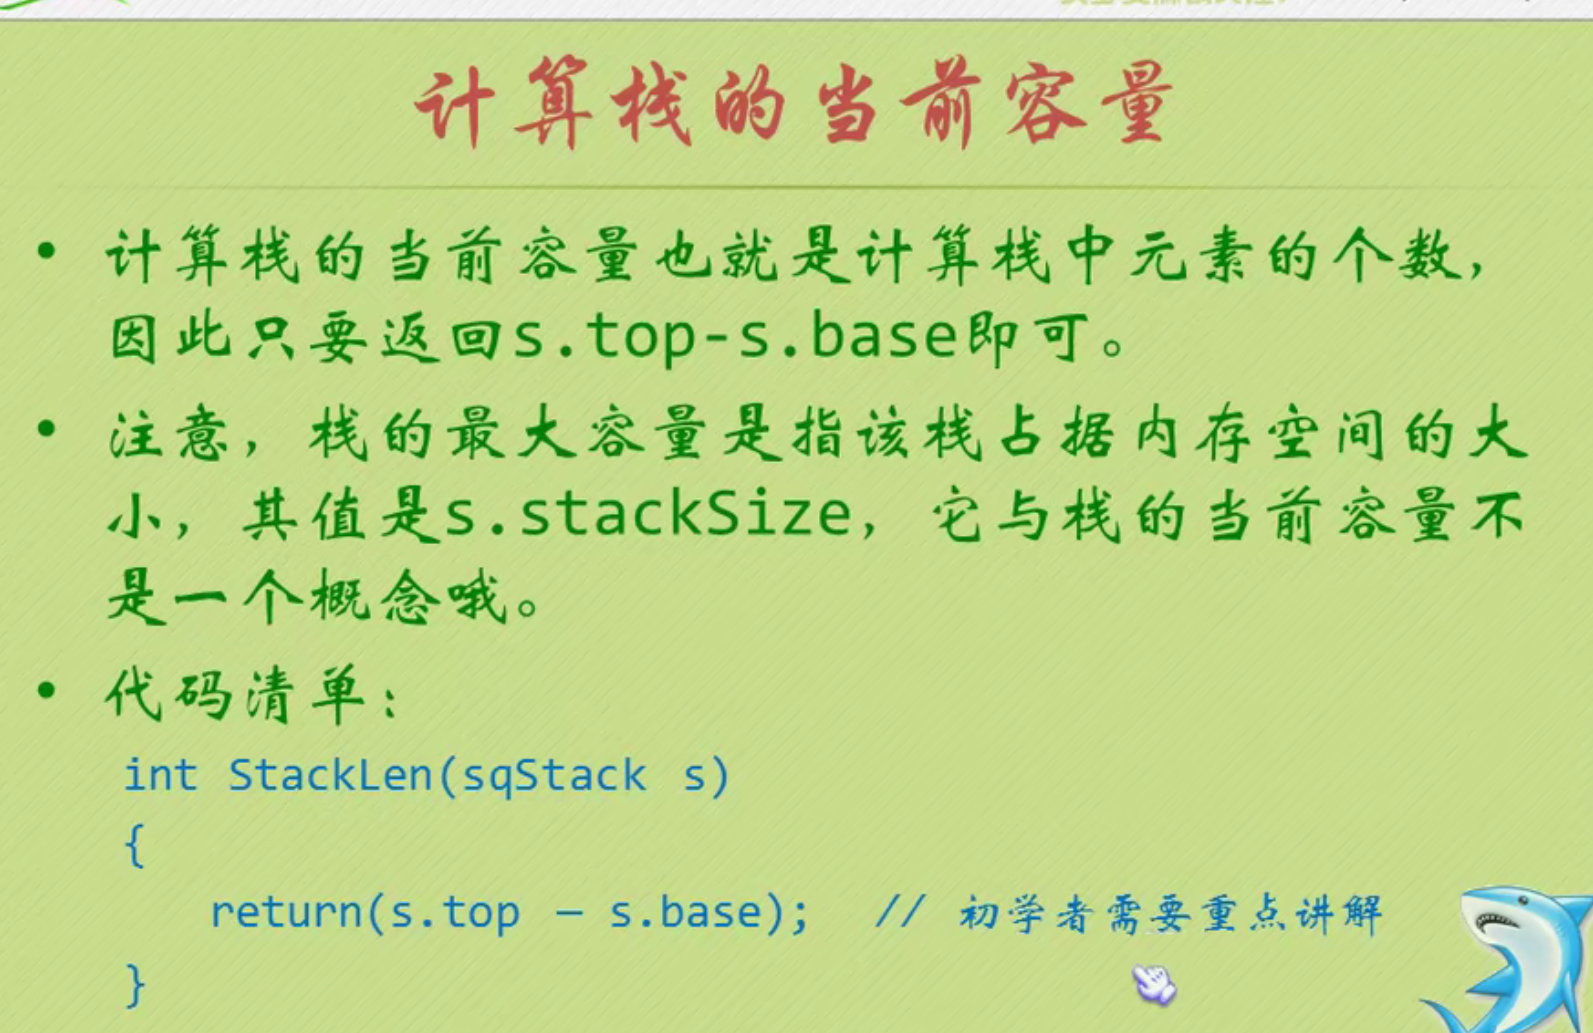 计算栈的当前容量
• 计算栈的当前容量也就是计算栈中元素的个数，
因此只要返回s.top-s.base即可。
• 注意，栈的最大容量是指该栈占据内存空间的大
小，其值是s.stackSize，它与栈的当前容量不
是一个概念哦。
• 代码清单：
int StackLen(sqStack s)
{
return(s.top – s.base); // 初学者需要重点讲解
}